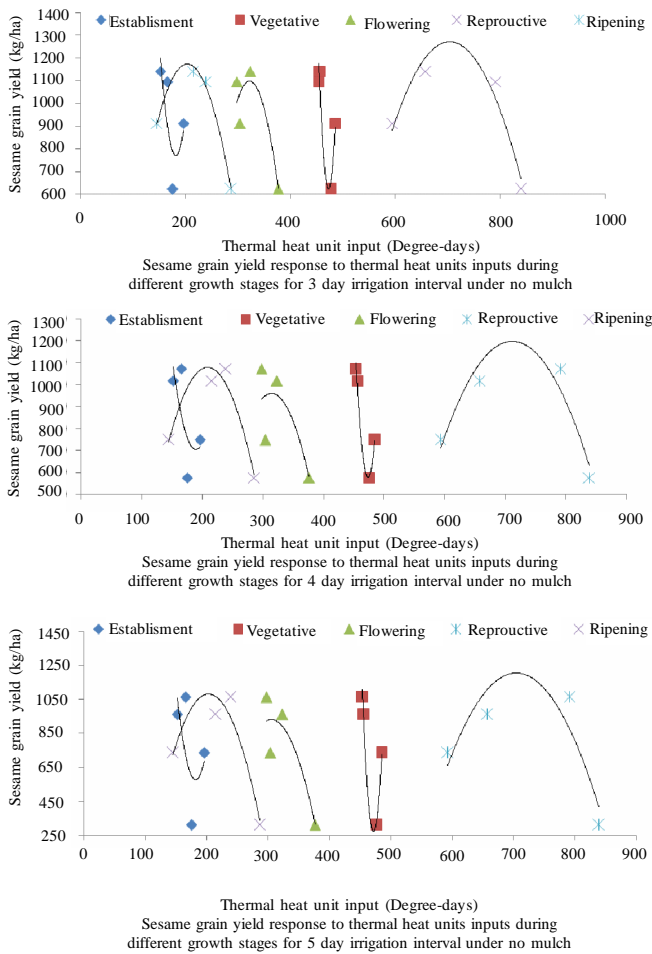 Establisment Vegetative Flowering Reprouctive Ripening
Sesame grain yield (kg/ha)
1400
1300
1200
1100
1000
900
800
700
600
0 200 400 600 800 1000
Thermal heat unit input (Degree-days)
Sesame grain yield response to thermal heat units inputs during
different growth stages for 3 day irrigation interval under no mulch
Establisment Vegetative Flowering Reprouctive Ripening
Sesame grain yield (kg/ha)
1300
1200
1100
1000
900
800
700
600
500
0 100 200 300 400 500 600 700 800 900
Thermal heat unit input (Degree-days)
Sesame grain yield response to thermal heat units inputs during
different growth stages for 4 day irrigation interval under no mulch
Establisment Vegetative Flowering Reprouctive Ripening
Sesame grain yield (kg/ha)
1450
1250
1050
850
650
450
250
0 100 200 300 400 500 600 700 800 900
Thermal heat unit input (Degree-days)
Sesame grain yield response to thermal heat units inputs during
different growth stages for 5 day irrigation interval under no mulch